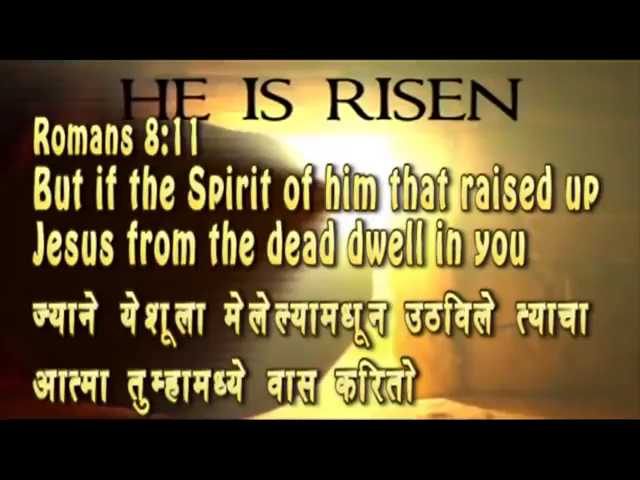 HE IS RISEN
Romans 8:11
But if the Spirit of him that raised up
Jesus from the dead dwell in you
ज्याने येशूला मेलेल्यामधून उठविले त्याचा
आत्मा तुम्हामध्ये वास करितो